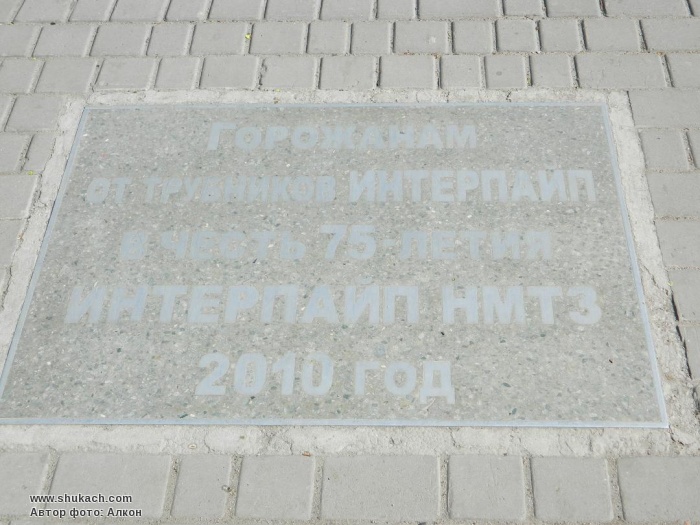 Горожанам
от трубников ИНТЕРПАЙП
в честь 75-летия
ИНТЕРПАЙП НМТЗ
2010 год
www.shukach.com
Автор фото: Алкон